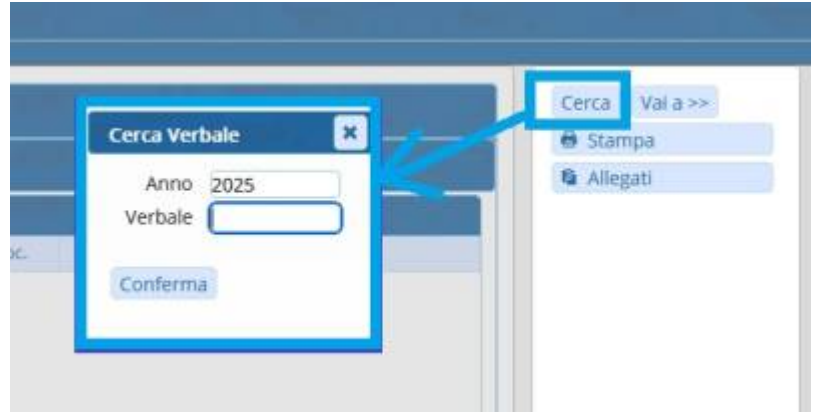 Cerca Vai a >>
Stampa
Allegati
Cerca Verbale
Anno 2025
Verbale
Conferma